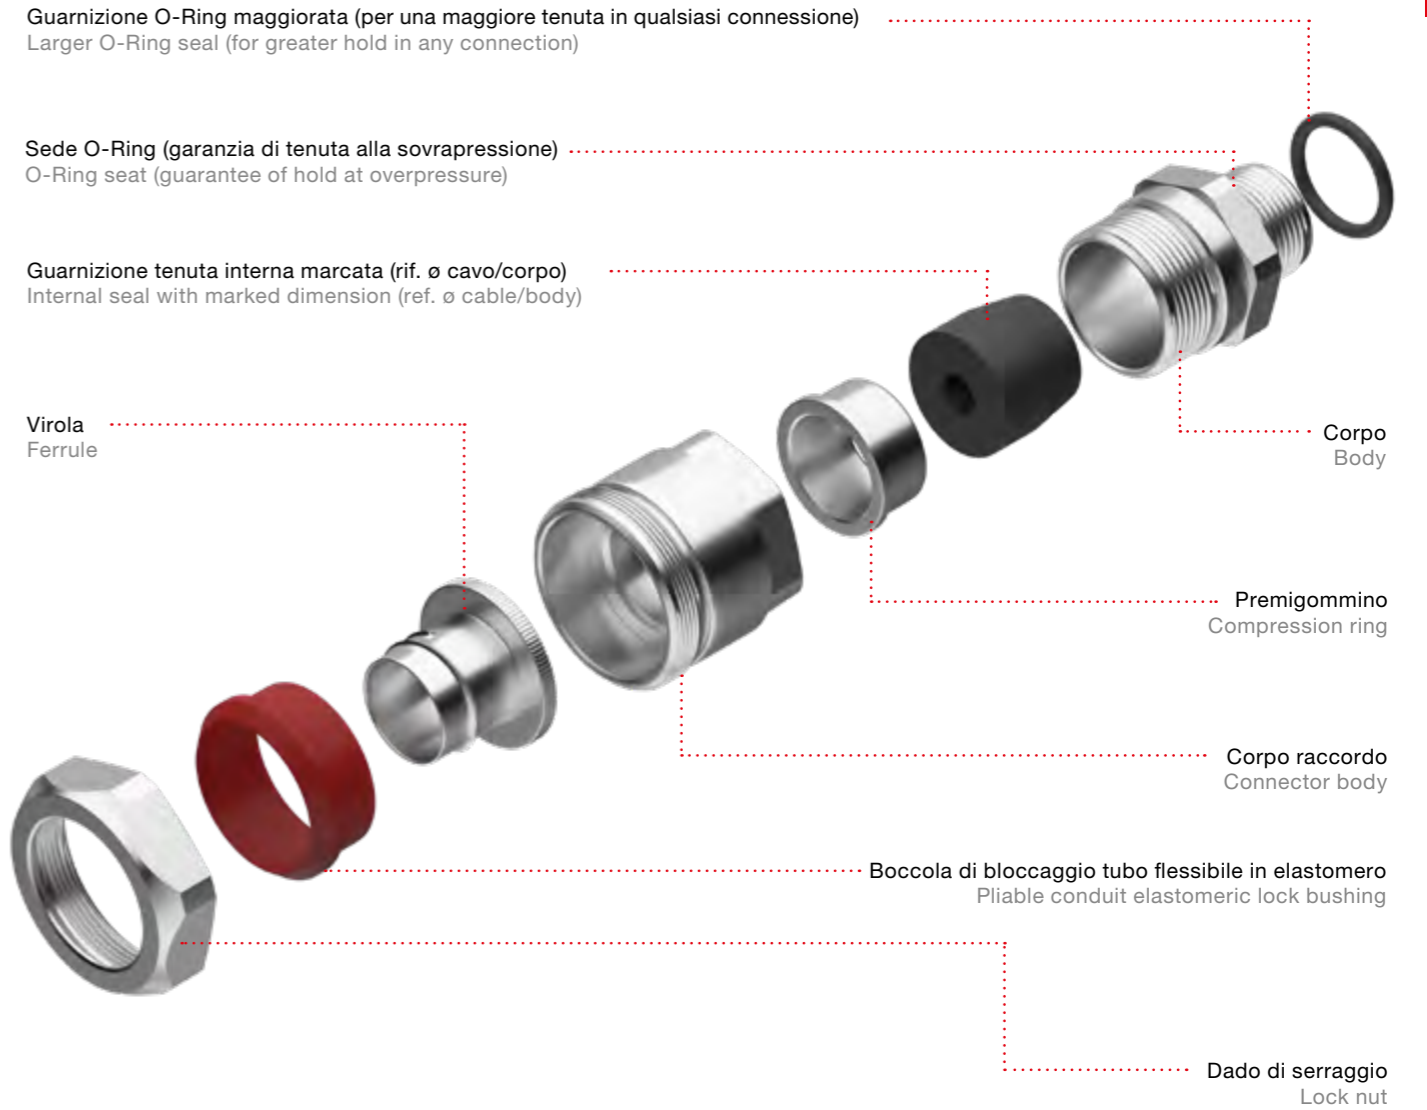 Guarnizione O-Ring maggiorata (per una maggiore tenuta in qualsiasi connessione)
Larger O-Ring seal (for greater hold in any connection)
Sede O-Ring (garanzia di tenuta alla sovrapressione)
O-Ring seat (guarantee of hold at overpressure)
Guarnizione tenuta interna marcata (rif. ø cavo/corpo)
Internal seal with marked dimension (ref. ø cable/body)
Virola
Ferrule
Corpo
Body
Premigommino
Compression ring
Corpo raccordo
Connector body
Boccola di bloccaggio tubo flessibile in elastomero
Pliable conduit elastomeric lock bushing
Dado di serraggio
Lock nut